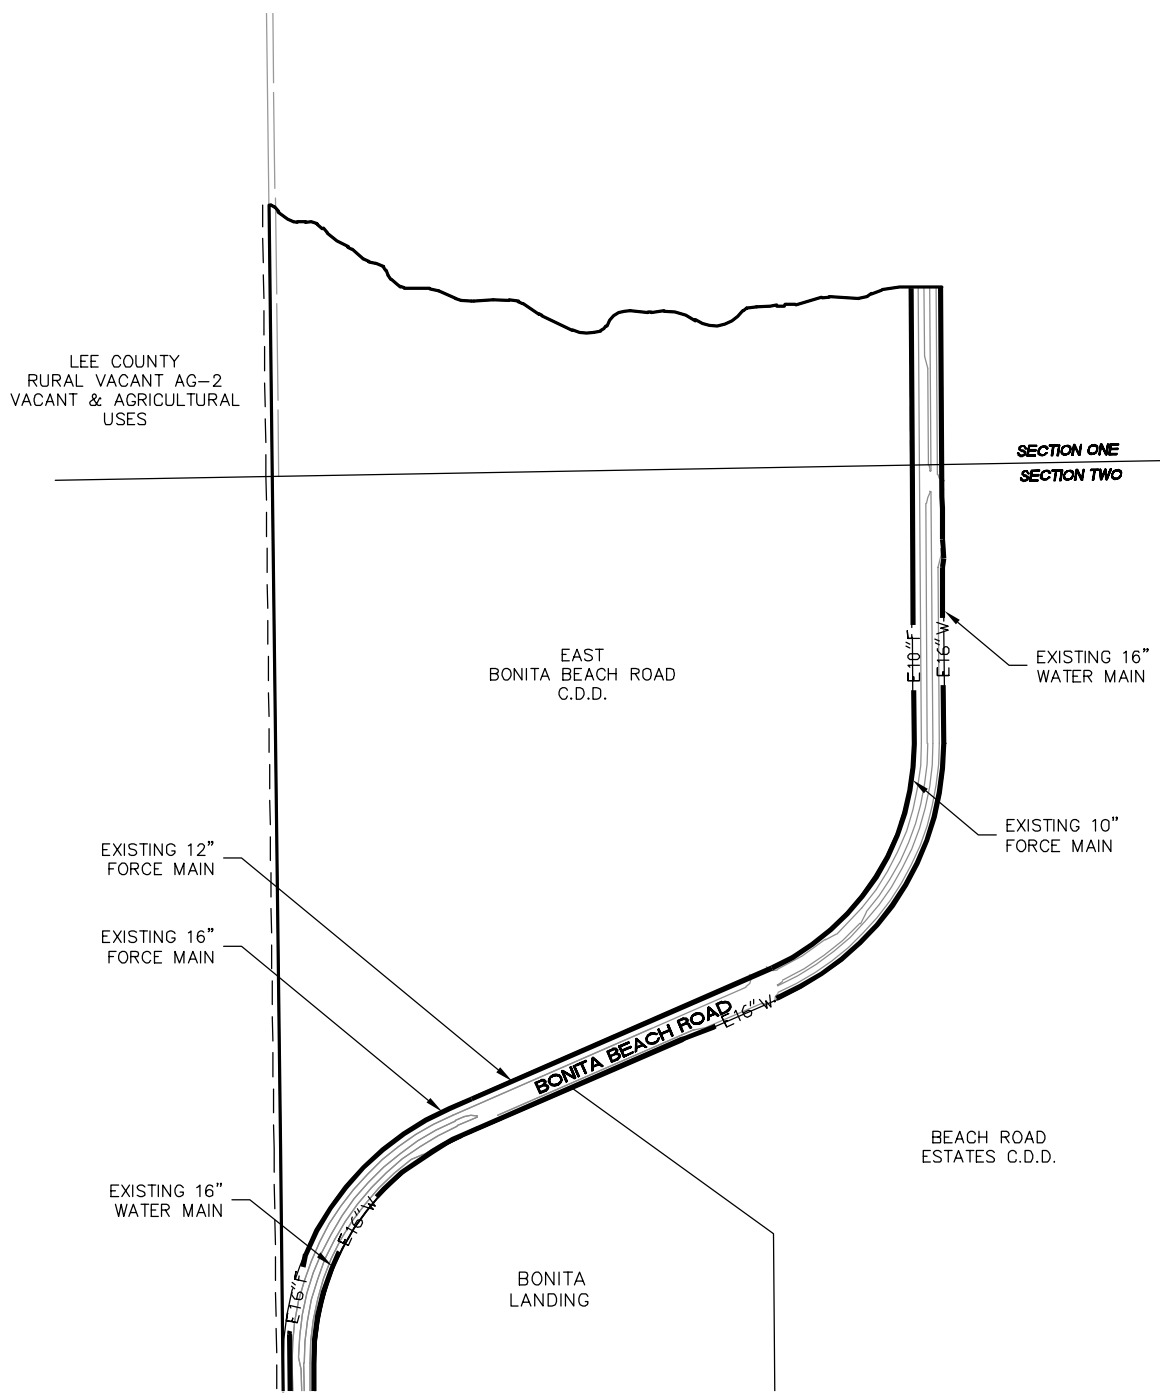 LEE COUNTY
RURAL VACANT AG-2
VACANT & AGRICULTURAL
USES
SECTION ONE
SECTION TWO
EAST
BONITA BEACH ROAD
C.D.D.
E10"F
E16"W
EXISTING 16"
WATER MAIN
EXISTING 10"
FORCE MAIN
EXISTING 12"
FORCE MAIN
EXISTING 16"
FORCE MAIN
E16"W
BONITA BEACH ROAD
BEACH ROAD
ESTATES C.D.D.
EXISTING 16"
WATER MAIN
E16"W
E16"F
BONITA
LANDING